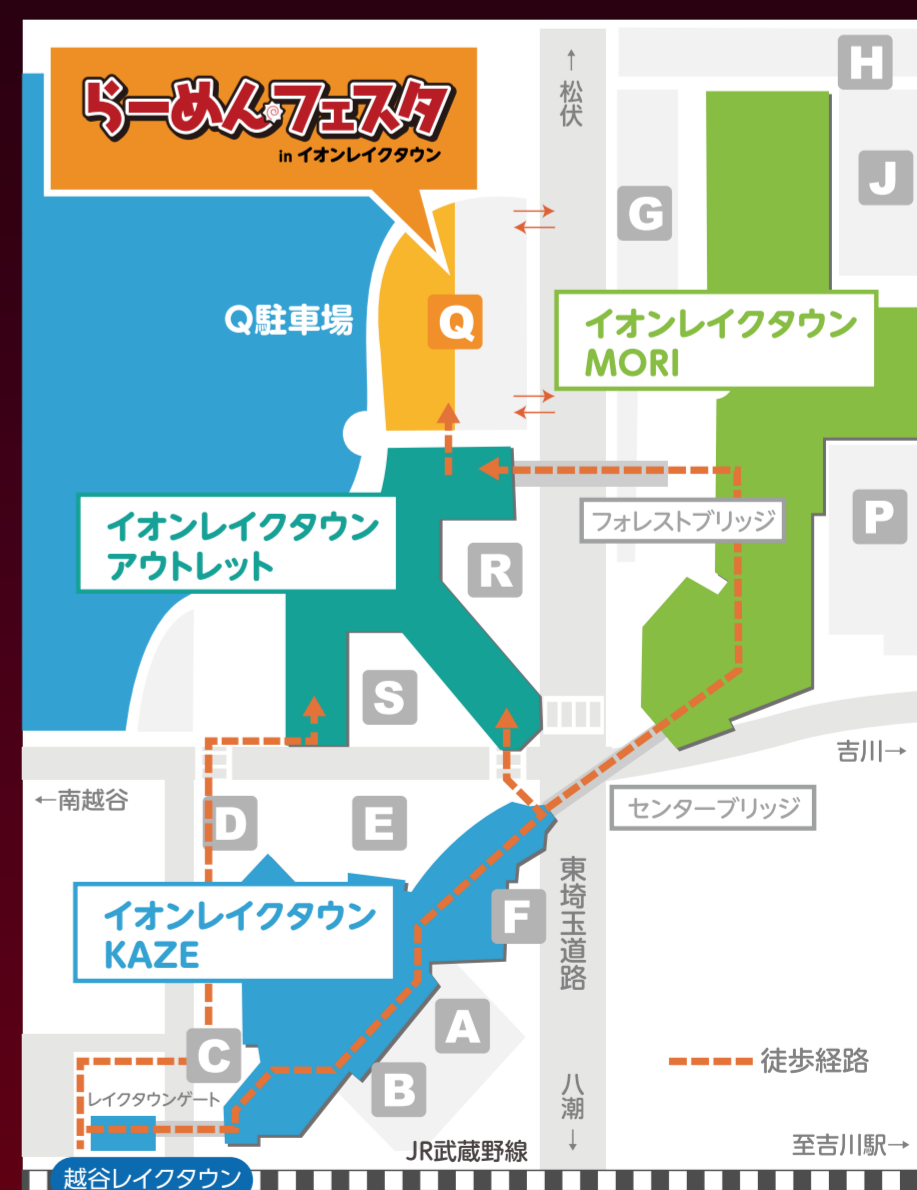 らーめんフェスタ
in イオンレイクタウン
↑
松伏
H
J
G
Q駐車場
Q
イオンレイクタウン
MORI
フォレストブリッジ
P
イオンレイクタウン
アウトレット
R
S
吉川→
←南越谷
センターブリッジ
D
E
東埼玉道路
イオンレイクタウン
KAZE
F
A
C
B
レイクタウンゲート
徒歩経路
八潮
↓
JR武蔵野線
至吉川駅→
越谷レイクタウン